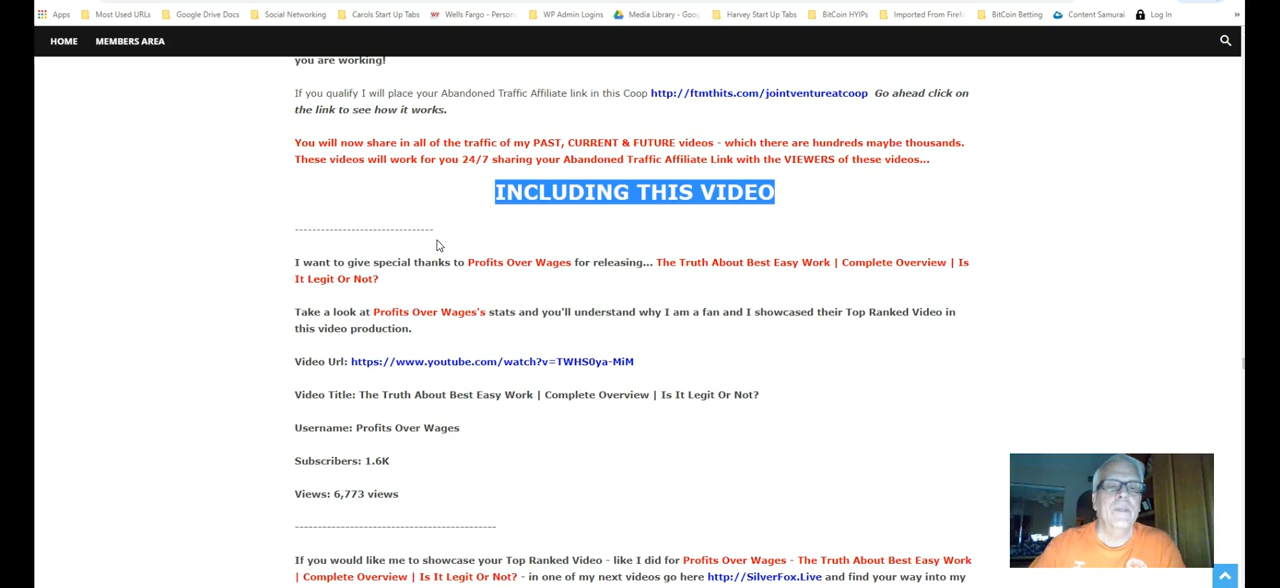 Apps Most Used URLs Google Drive Docs Social Networking Carols Start Up Tabs Wells Fargo - Person WP Admin Logins Media Library - Goo Harvey Start Up Tabs BitCoin HYIPs Imported From Firef BitCoin Betting Content Samurai Log In »
HOME MEMBERS AREA
you are working!
If you qualify I will place your Abandoned Traffic Affiliate link in this Coop http://ftmthits.com/jointventureatcoop Go ahead click on
the link to see how it works.
You will now share in all of the traffic of my PAST, CURRENT & FUTURE videos - which there are hundreds maybe thousands.
These videos will work for you 24/7 sharing your Abandoned Traffic Affiliate Link with the VIEWERS of these videos...
INCLUDING THIS VIDEO
-------------------------------
I want to give special thanks to Profits Over Wages for releasing... The Truth About Best Easy Work | Complete Overview | Is
It Legit Or Not?
Take a look at Profits Over Wages's stats and you'll understand why I am a fan and I showcased their Top Ranked Video in
this video production.
Video Url: https://www.youtube.com/watch?v=TWHS0ya-MiM
Video Title: The Truth About Best Easy Work | Complete Overview | Is It Legit Or Not?
Username: Profits Over Wages
Subscribers: 1.6K
Views: 6,773 views
--------------------------------------------
If you would like me to showcase your Top Ranked Video - like I did for Profits Over Wages - The Truth About Best Easy Work
| Complete Overview | Is It Legit Or Not? - in one of my next videos go here http://SilverFox.Live and find your way into my